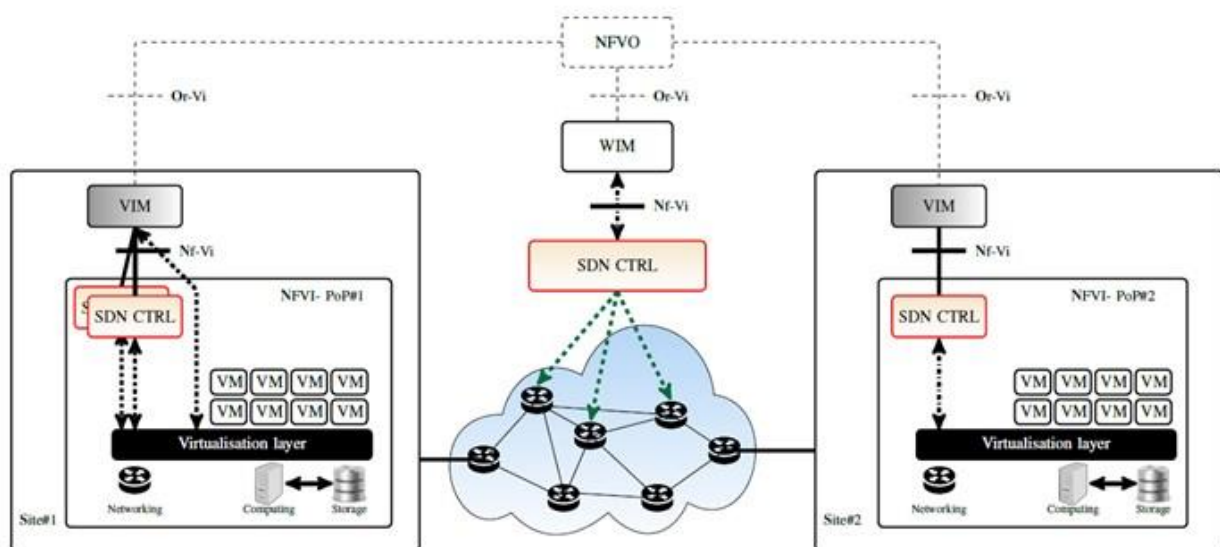 NFVO
Or-Vi
Or-Vi
Or-Vi
WIM
VIM
Nf-Vi
SDN CTRL
NFVI- PoP#1
S
SDN CTRL
VM VM VM VM
VM VM VM VM
Virtualisation layer
Networking
Computing
Storage
Site#1
Nf-Vi
VIM
Nf-Vi
NFVI- PoP#2
SDN CTRL
VM VM VM VM
VM VM VM VM
Virtualisation layer
Networking
Computing
Storage
Site#2